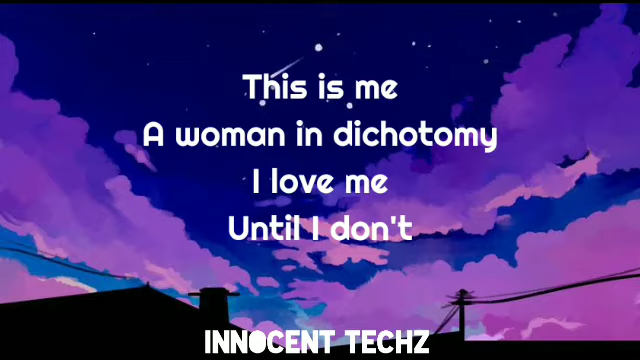 This is me
A woman in dichotomy
I love me
Until I don't
INNOCENT TECHZ